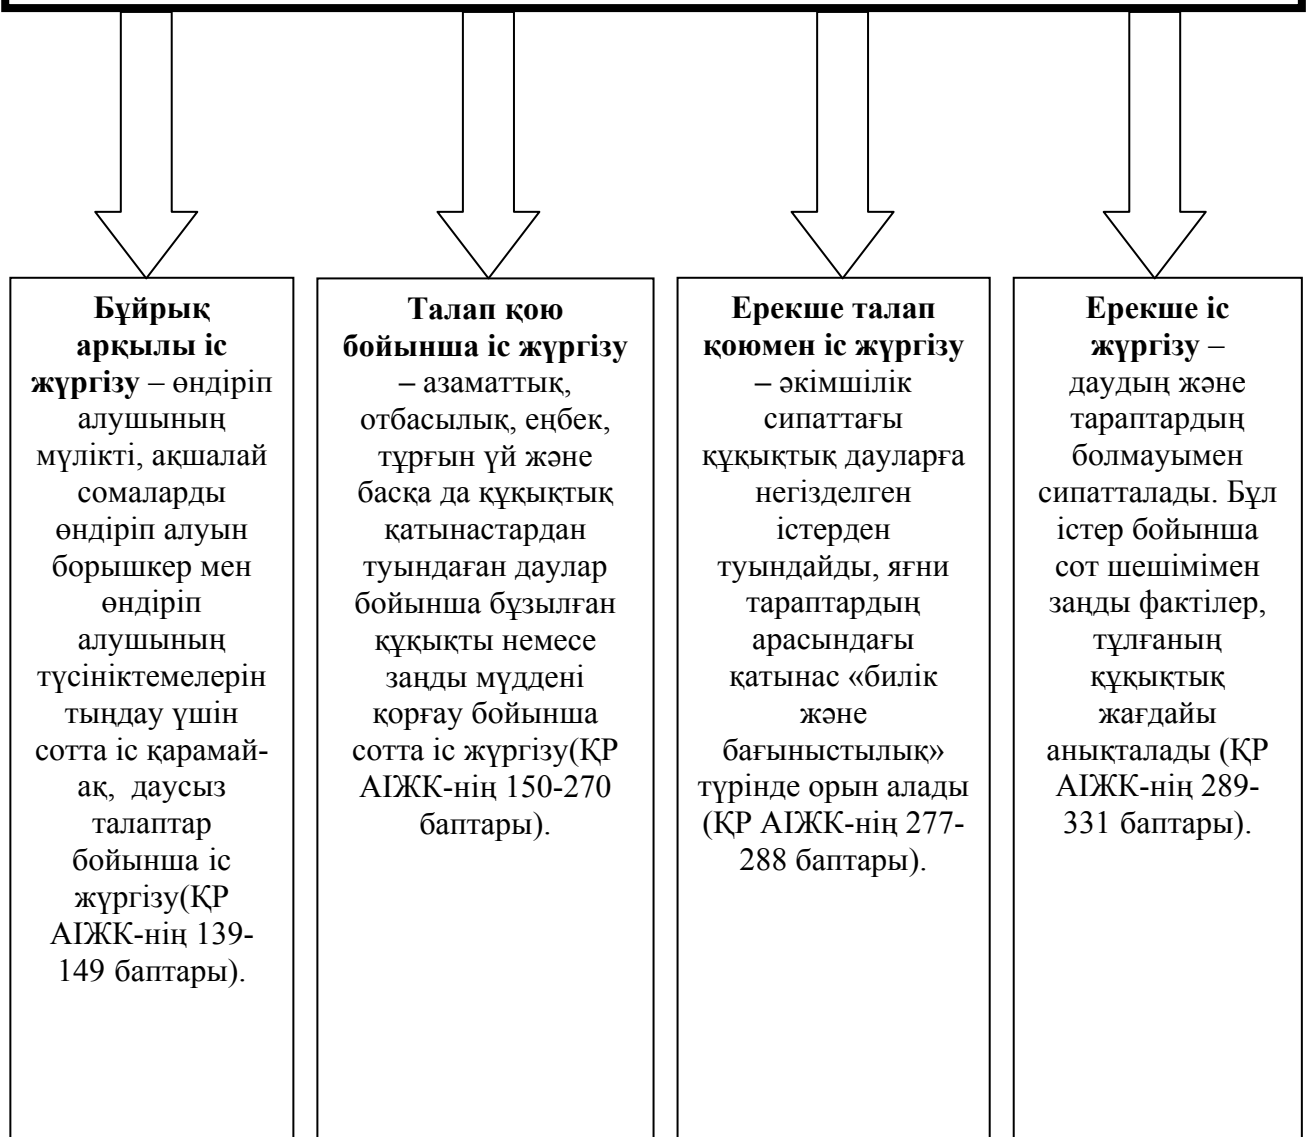 Бұйрық
арқылы іс
жүргізу – өндіріп
алушының
мүлікті, ақшалай
сомаларды
өндіріп алуын
борышкер мен
өндіріп
алушының
түсініктемелерін
тыңдау үшін
сотта іс қарамай-
ақ, даусыз
талаптар
бойынша іс
жүргізу(ҚР
АІЖК-нің 139-
149 баптары).
Талап қою
бойынша іс жүргізу
– азаматтық,
отбасылық, еңбек,
тұрғын үй және
басқа да құқықтық
қатынастардан
туындаған даулар
бойынша бұзылған
құқықты немесе
заңды мүддені
қорғау бойынша
сотта іс жүргізу(ҚР
АІЖК-нің 150-270
баптары).
Ерекше талап
қоюмен іс жүргізу
– әкімшілік
сипаттағы
құқықтық дауларға
негізделген
істерден
туындайды, яғни
тараптардың
арасындағы
қатынас «билік
және
бағыныстылық»
түрінде орын алады
(ҚР АІЖК-нің 277-
288 баптары).
Ерекше іс
жүргізу –
даудың және
тараптардың
болмауымен
сипатталады. Бұл
істер бойынша
сот шешімімен
заңды фактілер,
тұлғаның
құқықтық
жағдайы
анықталады (ҚР
АІЖК-нің 289-
331 баптары).